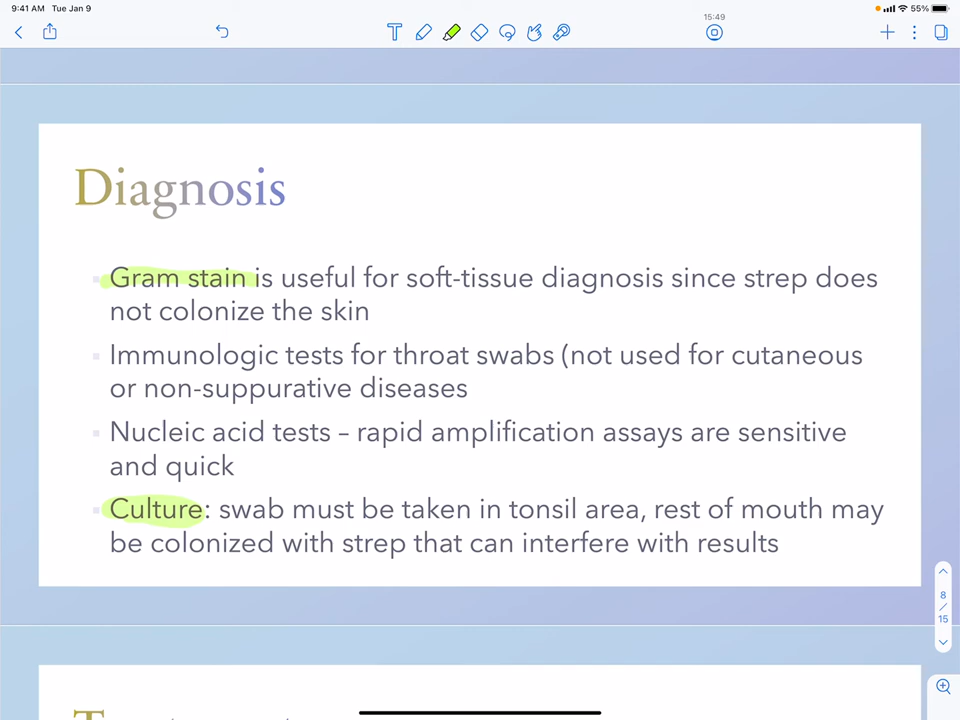 9:41 AM Tue Jan 9
55%
15:49
Diagnosis
Gram stain is useful for soft-tissue diagnosis since strep does
not colonize the skin
Immunologic tests for throat swabs (not used for cutaneous
or non-suppurative diseases
Nucleic acid tests – rapid amplification assays are sensitive
and quick
Culture: swab must be taken in tonsil area, rest of mouth may
be colonized with strep that can interfere with results
8
/
15